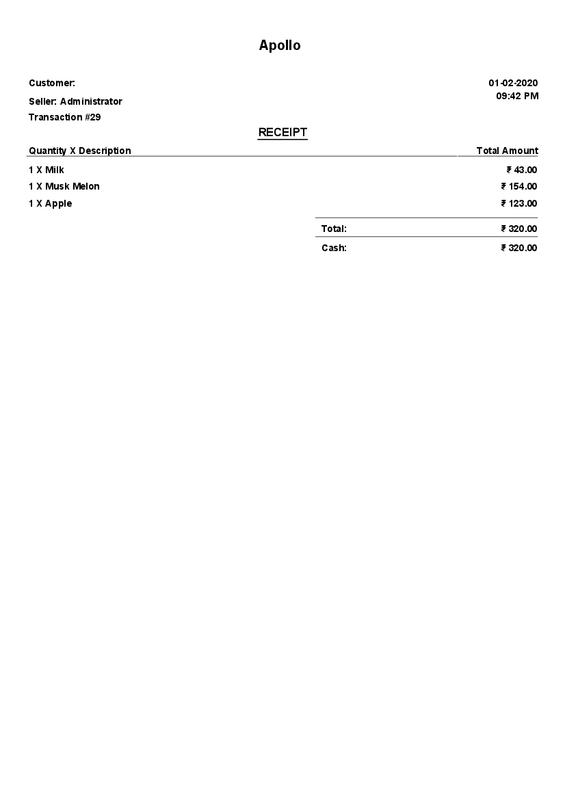 Apollo
Customer: 01-02-2020
Seller: Administrator 09:42 PM
Transaction #29
RECEIPT
Quantity X Description Total Amount
1 X Milk ₹ 43.00
1 X Musk Melon ₹ 154.00
1 X Apple ₹ 123.00
Total: ₹ 320.00
Cash: ₹ 320.00